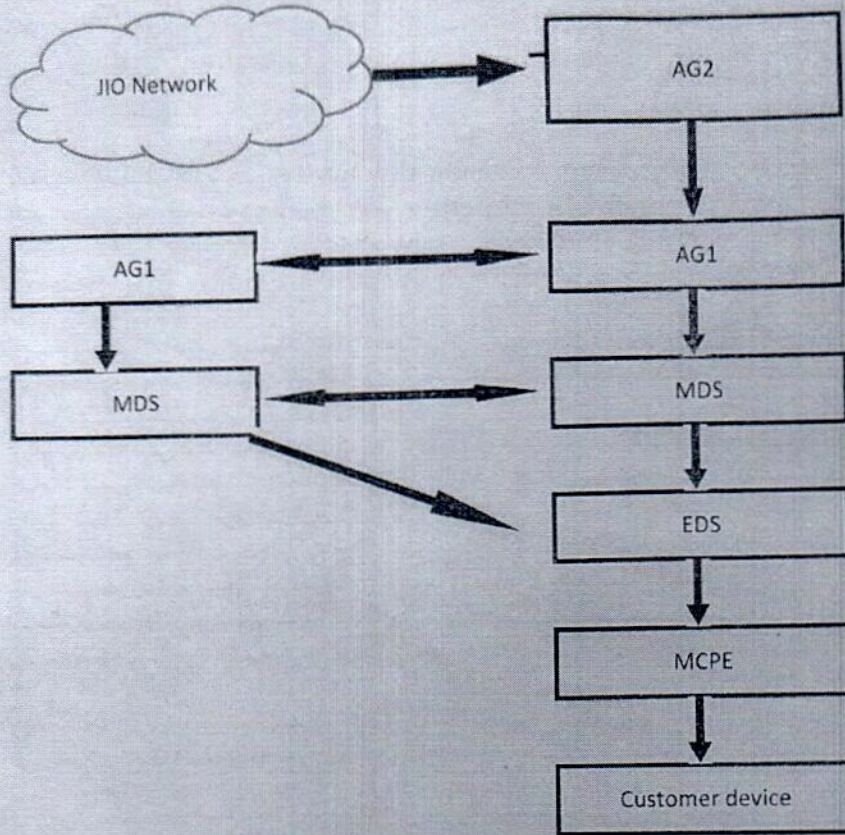 JIO Network
AG2
AG1
AG1
MDS
MDS
EDS
MCPE
Customer device